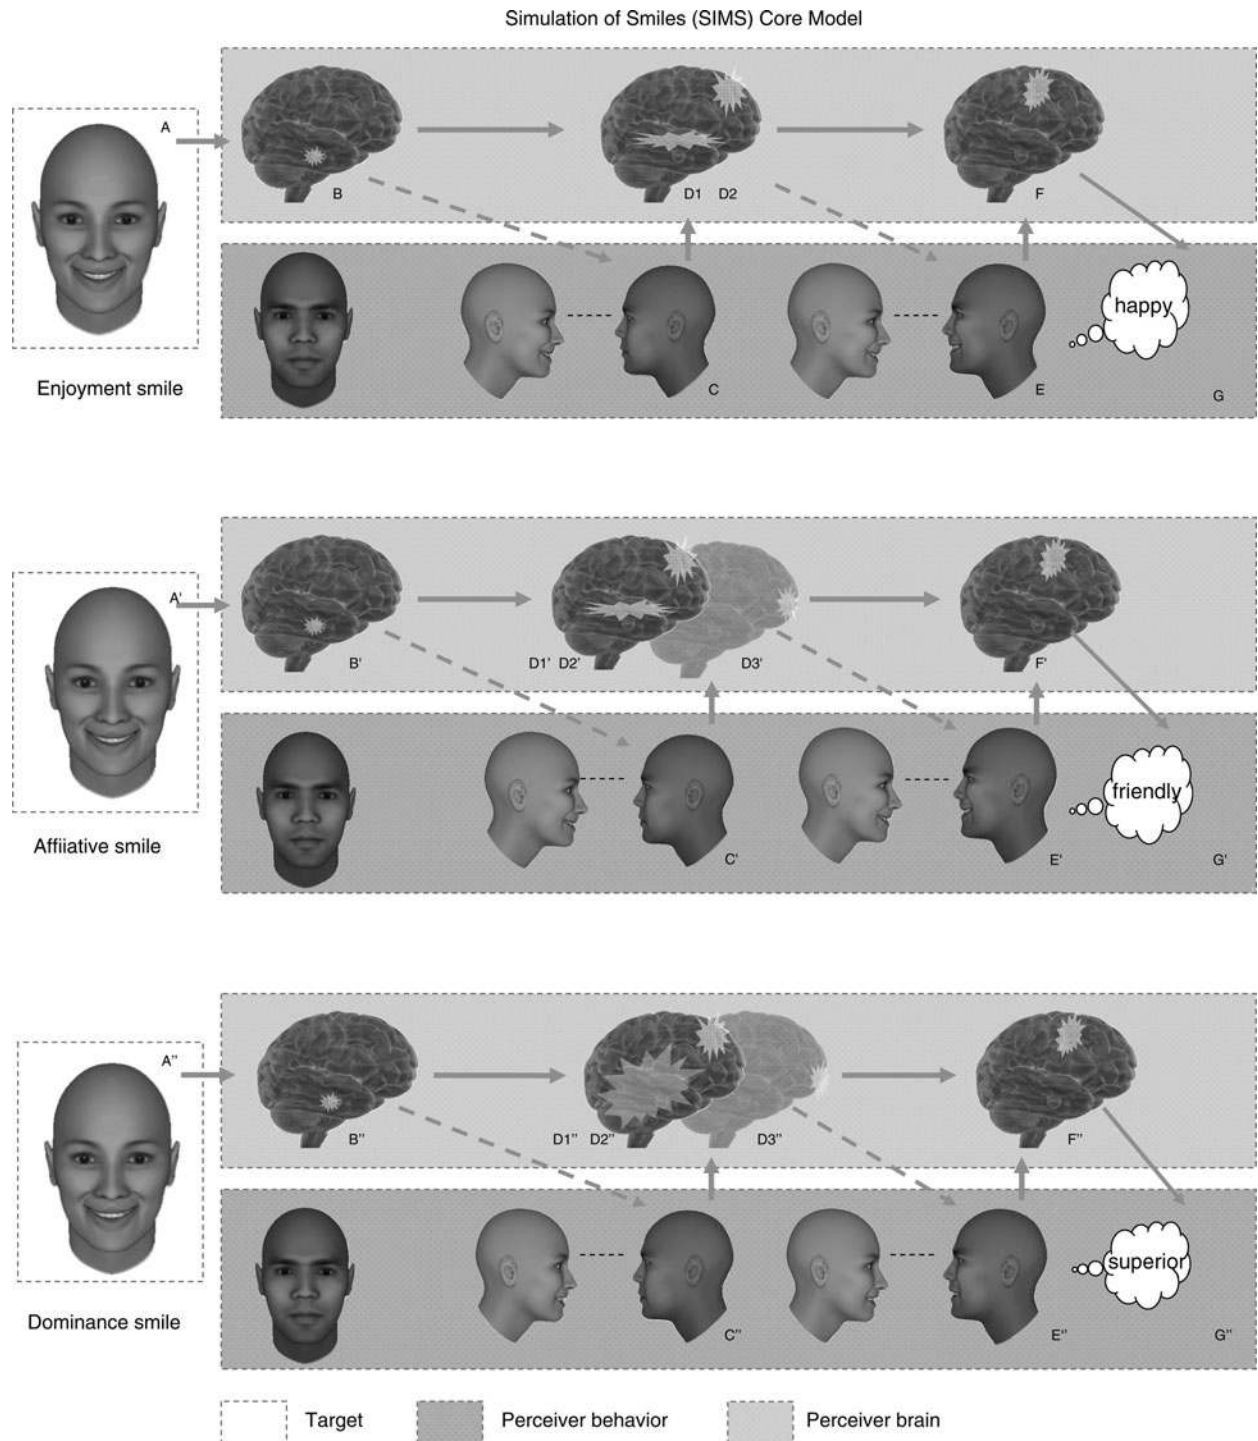 Simulation of Smiles (SIMS) Core Model
A
B
D1 D2
F
happy
C
E
G
Enjoyment smile
A'
B'
D1' D2'
D3'
F'
friendly
C'
E'
G'
Affiiative smile
A''
B''
D1'' D2''
D3''
F''
superior
C''
E''
G''
Dominance smile
Target
Perceiver behavior
Perceiver brain